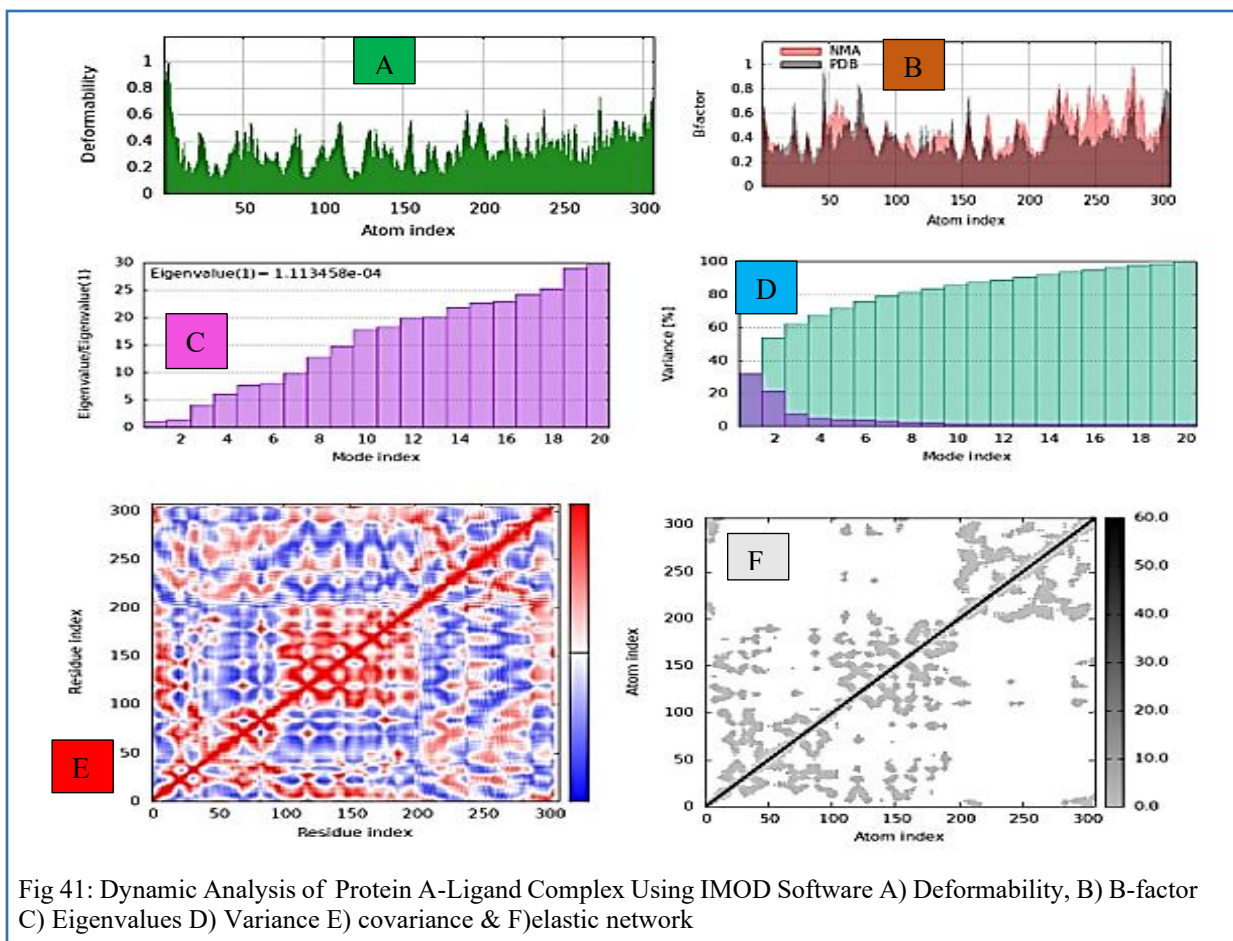 Deformability
1
0.8
0.6
0.4
0.2
0
A
50 100 150 200 250 300
Atom index
Bfactor
1
0.8
0.6
0.4
0.2
0
NMA
PDB
B
50 100 150 200 250 300
Atom index
Eigenvalue/Eigenvalue(1)
30
25
20
15
10
5
0
Eigenvalue(1) = 1.113458e-04
C
2 4 6 8 10 12 14 16 18 20
Mode index
Variance [%]
100
80
60
40
20
0
D
2 4 6 8 10 12 14 16 18 20
Mode index
Residue index
300
250
200
150
100
50
0
E
0 50 100 150 200 250 300
Residue index
Atom index
300
250
200
150
100
50
0
F
0 50 100 150 200 250 300
Atom index
60.0
50.0
40.0
30.0
20.0
10.0
0.0
Fig 41: Dynamic Analysis of Protein A-Ligand Complex Using IMOD Software A) Deformability, B) B-factor
C) Eigenvalues D) Variance E) covariance & F)elastic network